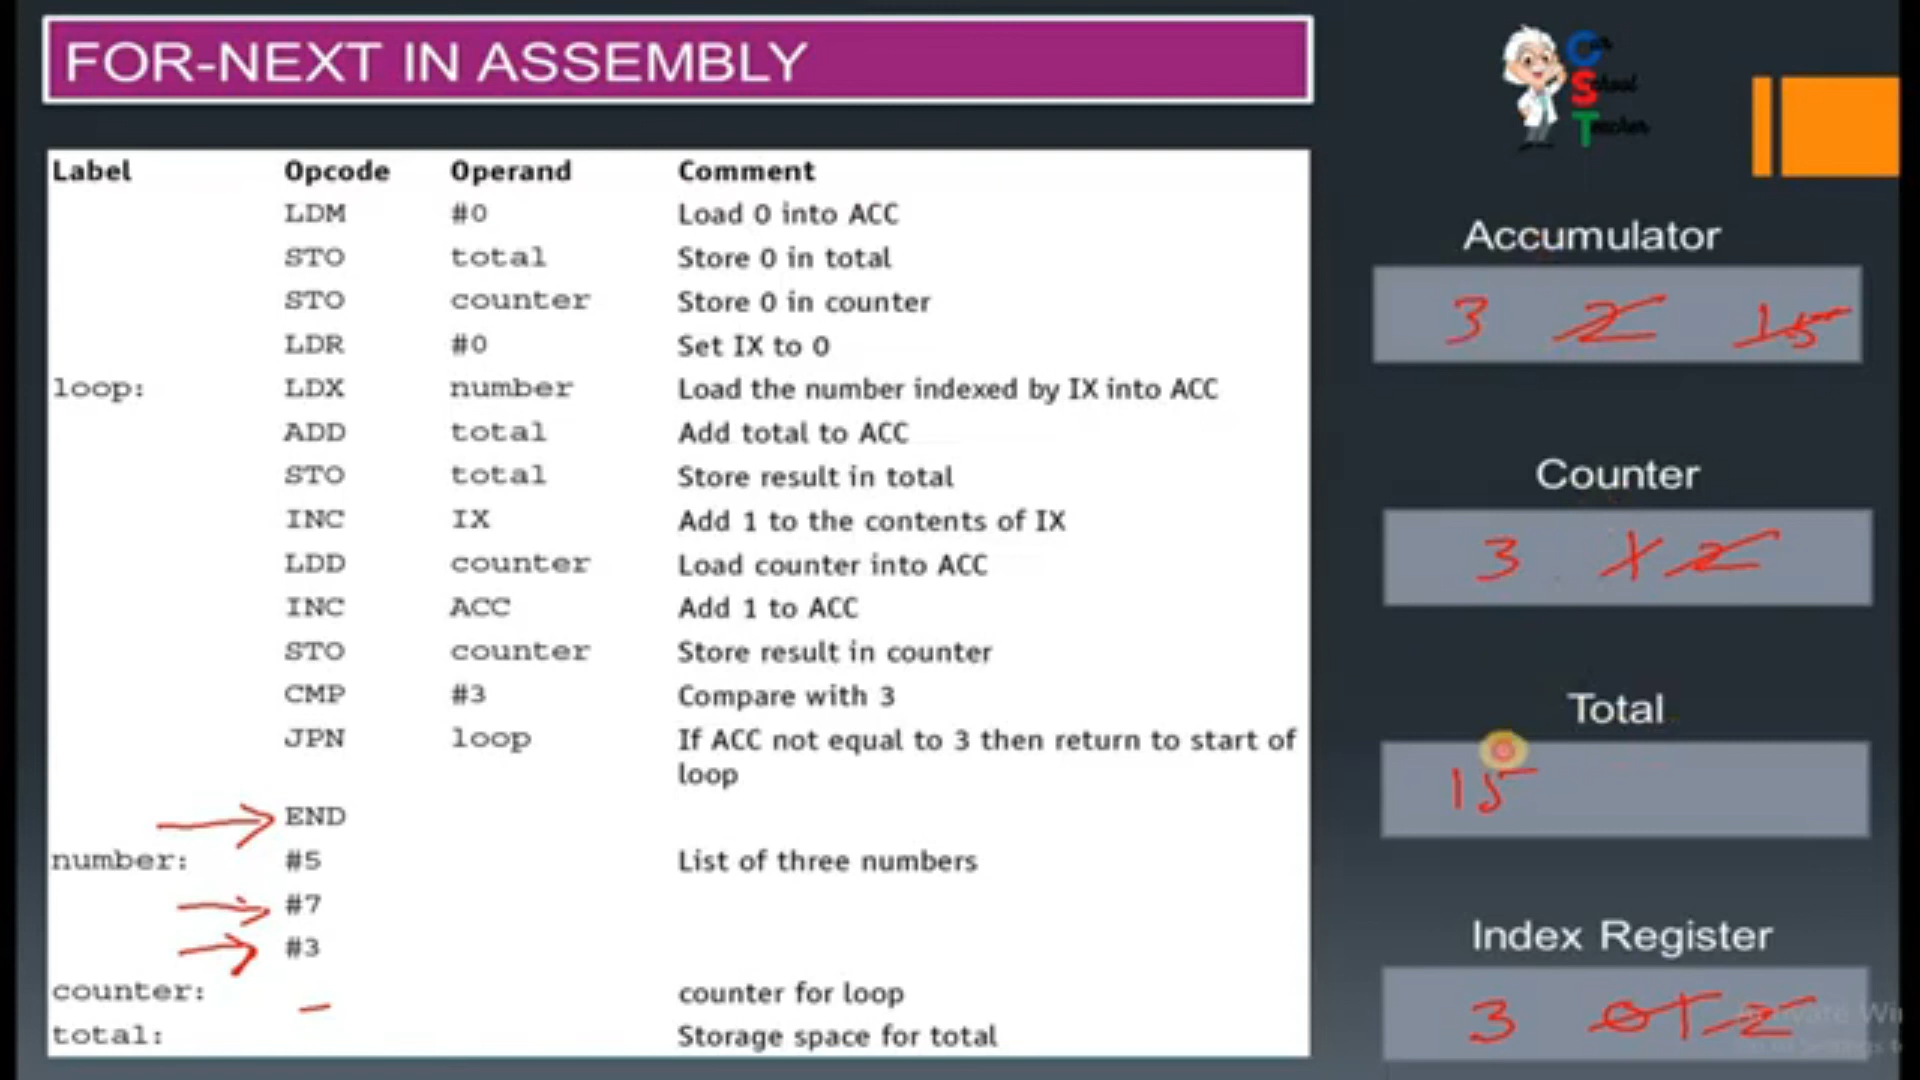 FOR-NEXT IN ASSEMBLY
Car
School
Teacher
Label Opcode Operand Comment
LDM #0 Load 0 into ACC
STO total Store 0 in total
STO counter Store 0 in counter
LDR #0 Set IX to 0
loop: LDX number Load the number indexed by IX into ACC
ADD total Add total to ACC
STO total Store result in total
INC IX Add 1 to the contents of IX
LDD counter Load counter into ACC
INC ACC Add 1 to ACC
STO counter Store result in counter
CMP #3 Compare with 3
JPN loop If ACC not equal to 3 then return to start of
loop
END
number: #5 List of three numbers
#7
#3
counter: counter for loop
total: Storage space for total
Accumulator
3 2 15
Counter
3 1 2
Total
15
Index Register
3 0 1 2